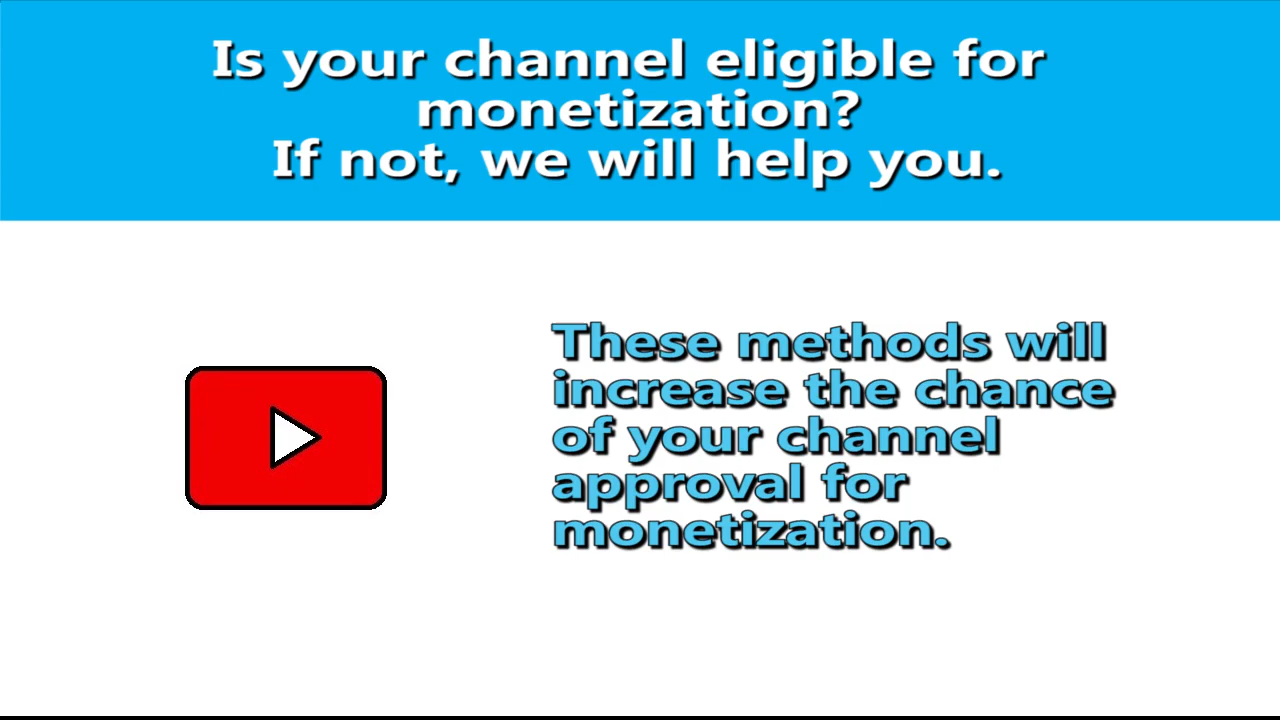 Is your channel eligible for
monetization?
If not, we will help you.
These methods will
increase the chance
of your channel
approval for
monetization.